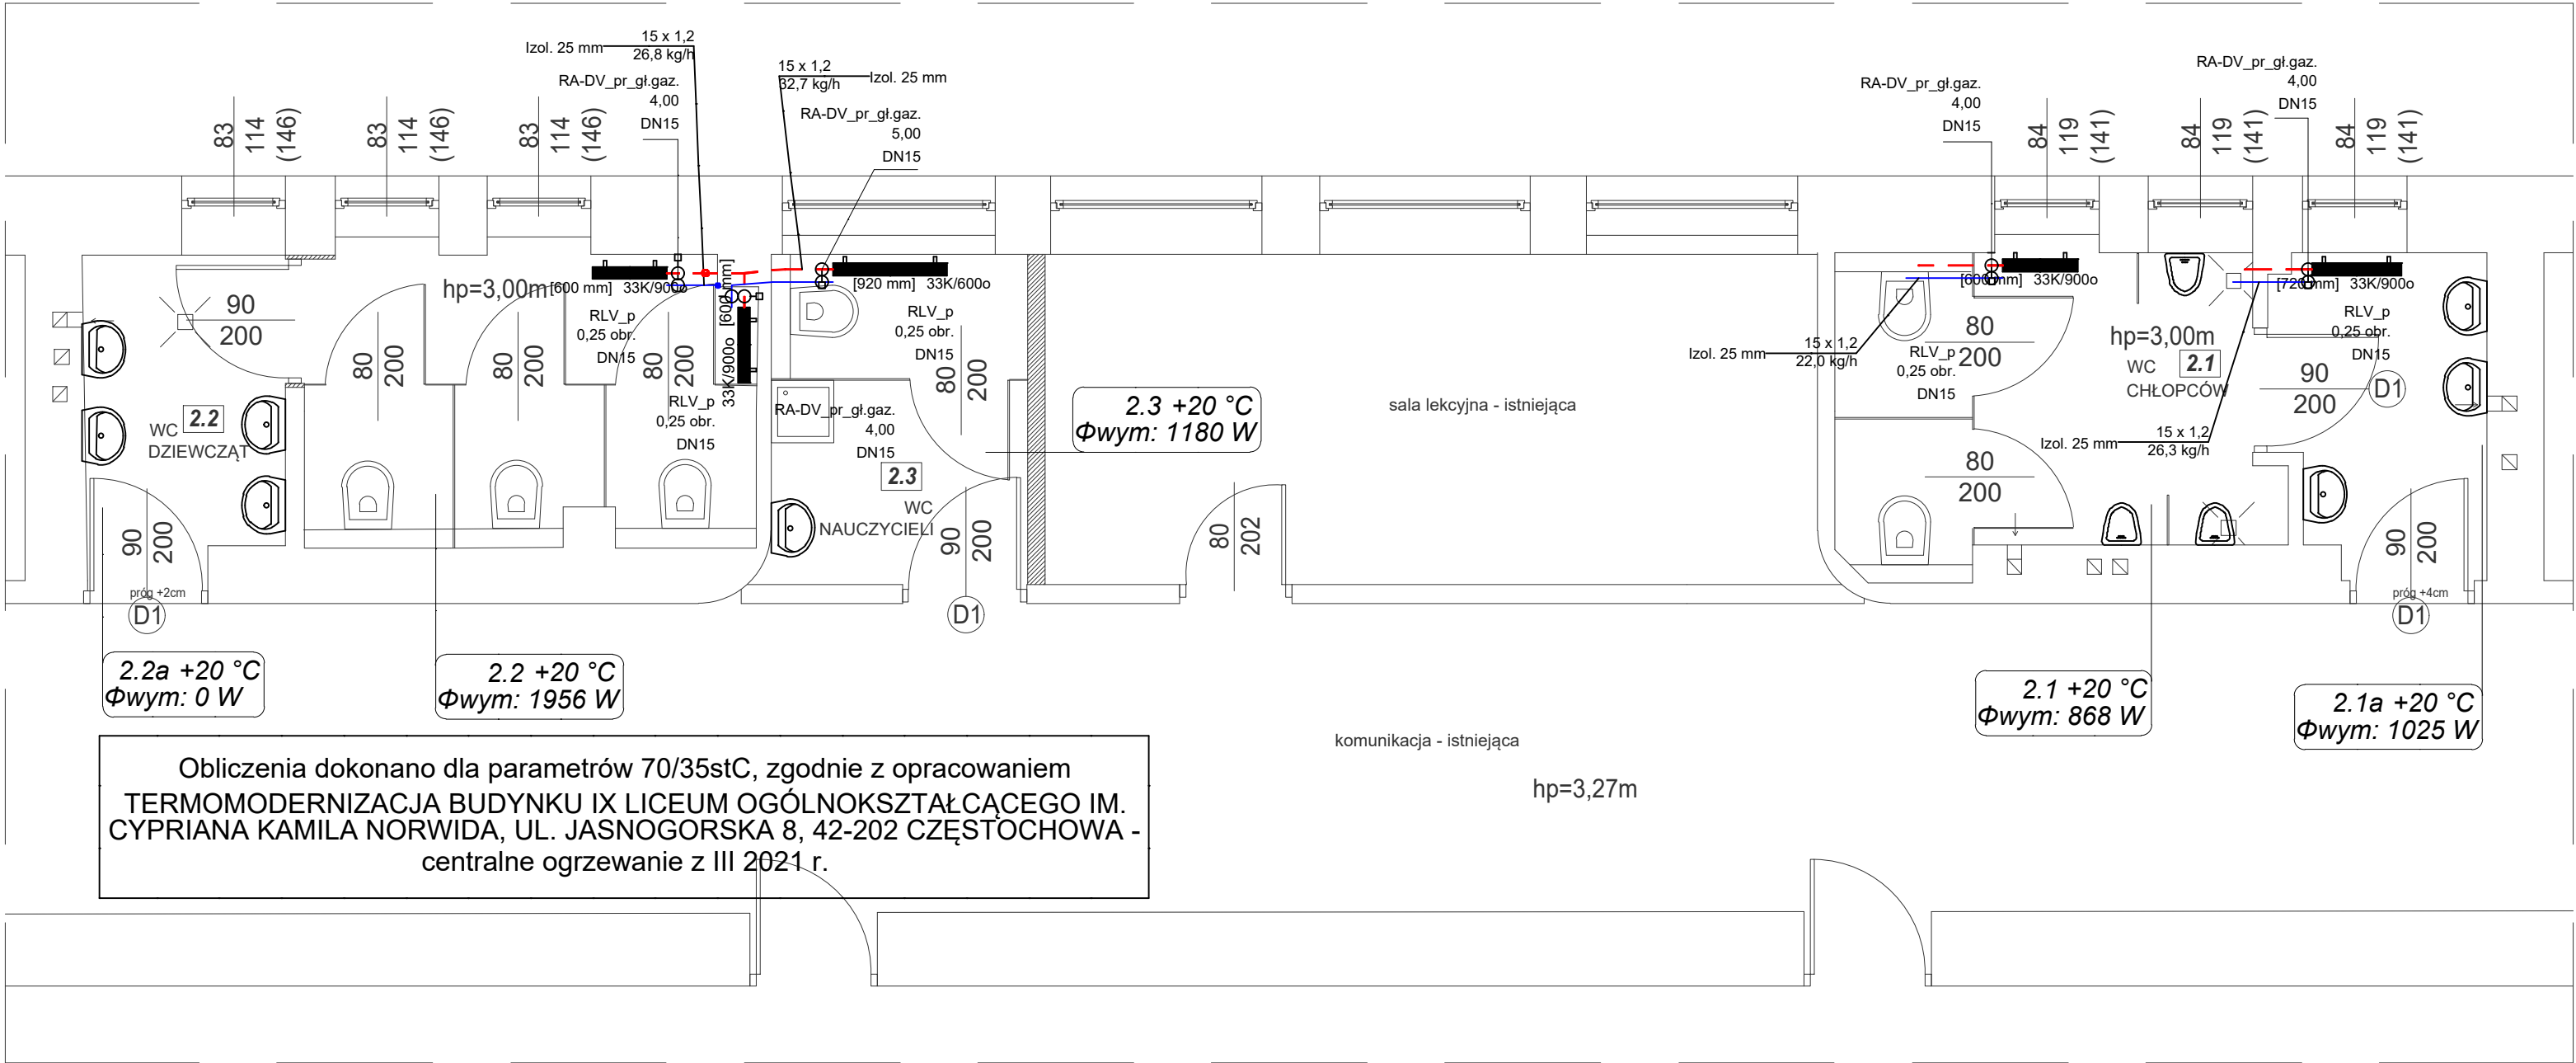 15 x 1,2
Izol. 25 mm
26,8 kg/h
RA-DV_pr_gł.gaz.
4,00
DN15
15 x 1,2
Izol. 25 mm
32,7 kg/h
RA-DV_pr_gł.gaz.
5,00
DN15
RA-DV_pr_gł.gaz.
4,00
DN15
RA-DV_pr_gł.gaz.
4,00
DN15
83
114
(146)
83
114
(146)
83
114
(146)
84
119
(141)
84
119
(141)
84
119
(141)
hp=3,00m
[600 mm] 33K/900o
[600 mm]
33K/900o
[920 mm] 33K/600o
[600 mm] 33K/900o
[720 mm] 33K/900o
90
200
80
200
80
200
80
200
RLV_p
0,25 obr.
DN15
RLV_p
0,25 obr.
DN15
RLV_p
0,25 obr.
DN15
80
200
RA-DV_pr_gł.gaz.
4,00
DN15
2.2
WC
DZIEWCZĄT
2.3
WC
NAUCZYCIELI
2.3 +20 °C
Φwym: 1180 W
sala lekcyjna - istniejąca
15 x 1,2
Izol. 25 mm
22,0 kg/h
RLV_p
0,25 obr.
DN15
80
200
80
200
hp=3,00m
WC
2.1
CHŁOPCÓW
15 x 1,2
Izol. 25 mm
26,3 kg/h
RLV_p
0,25 obr.
DN15
90
200
D1
90
200
90
200
80
202
90
200
próg +2cm
D1
D1
próg +4cm
D1
2.2a +20 °C
Φwym: 0 W
2.2 +20 °C
Φwym: 1956 W
2.1 +20 °C
Φwym: 868 W
2.1a +20 °C
Φwym: 1025 W
komunikacja - istniejąca
hp=3,27m
Obliczenia dokonano dla parametrów 70/35stC, zgodnie z opracowaniem
TERMOMODERNIZACJA BUDYNKU IX LICEUM OGÓLNOKSZTAŁCĄCEGO IM.
CYPRIANA KAMILA NORWIDA, UL. JASNOGORSKA 8, 42-202 CZĘSTOCHOWA -
centralne ogrzewanie z III 2021 r.